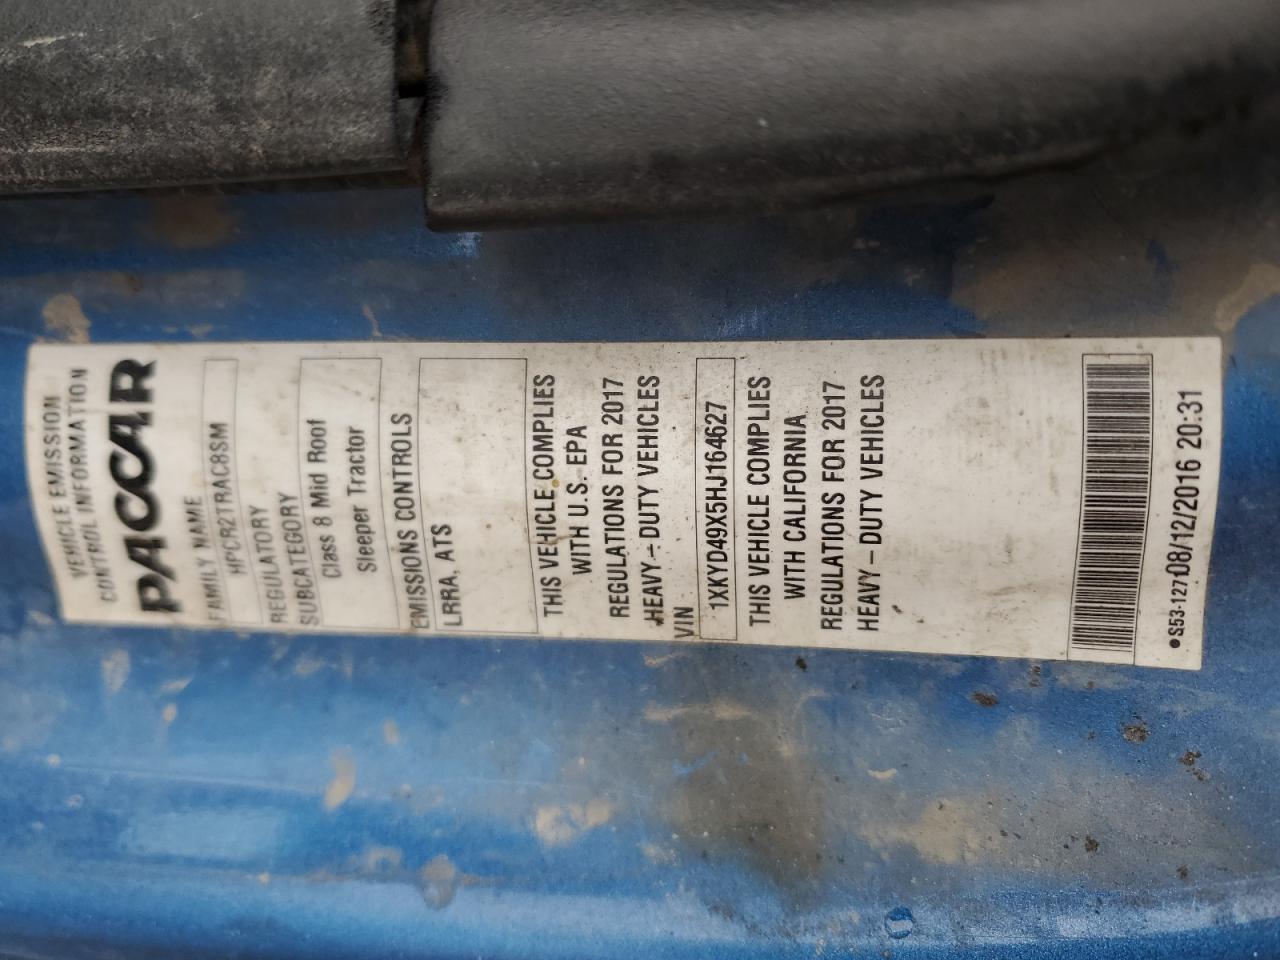 VEHICLE EMISSION
CONTROL INFORMATION
PACCAR
FAMILY NAME
HPCR2TRAC8SM
REGULATORY
SUBCATEGORY
Class 8 Mid Roof
Sleeper Tractor
EMISSIONS CONTROLS
LRRA, ATS
THIS VEHICLE COMPLIES
WITH U.S. EPA
REGULATIONS FOR 2017
HEAVY-DUTY VEHICLES
VIN
1XKYD49X5HJ164627
THIS VEHICLE COMPLIES
WITH CALIFORNIA
REGULATIONS FOR 2017
HEAVY-DUTY VEHICLES
●S53-127 08/12/2016 20:31